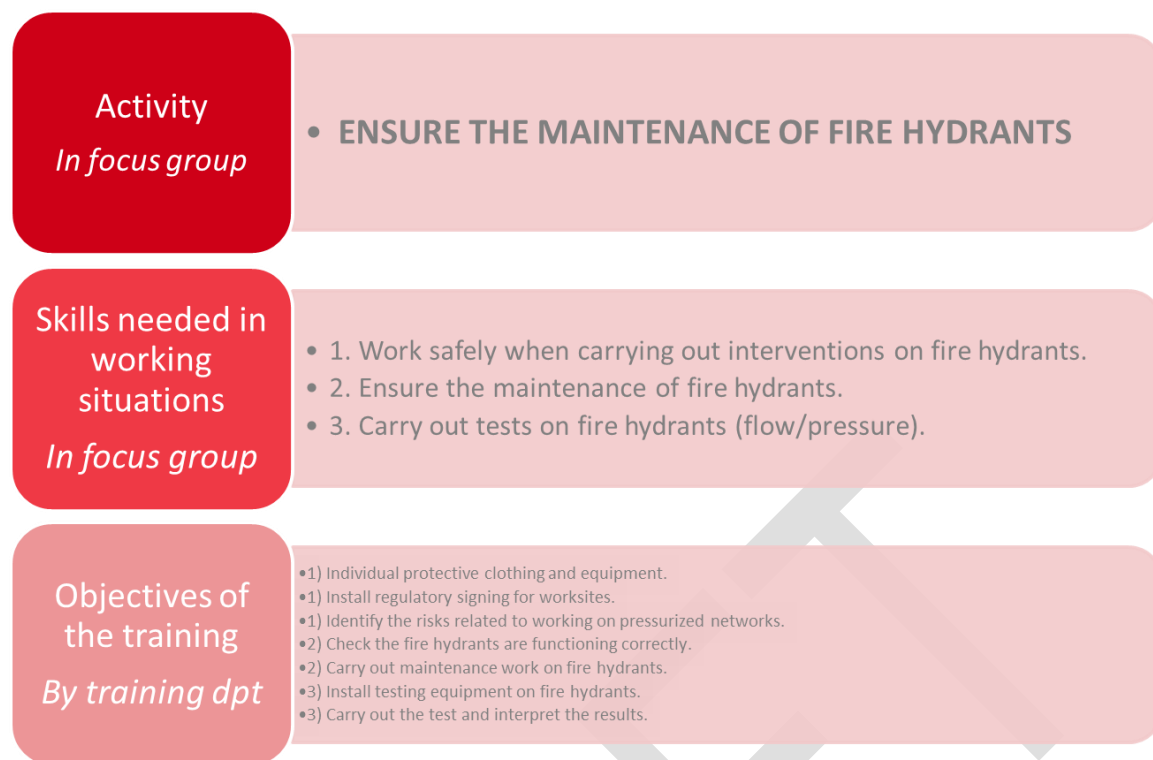 Activity
In focus group
• ENSURE THE MAINTENANCE OF FIRE HYDRANTS
Skills needed in
working
situations
In focus group
• 1. Work safely when carrying out interventions on fire hydrants.
• 2. Ensure the maintenance of fire hydrants.
• 3. Carry out tests on fire hydrants (flow/pressure).
Objectives of
the training
By training dpt
•1) Individual protective clothing and equipment.
•1) Install regulatory signing for worksites.
•1) Identify the risks related to working on pressurized networks.
•2) Check the fire hydrants are functioning correctly.
•2) Carry out maintenance work on fire hydrants.
•3) Install testing equipment on fire hydrants.
•3) Carry out the test and interpret the results.